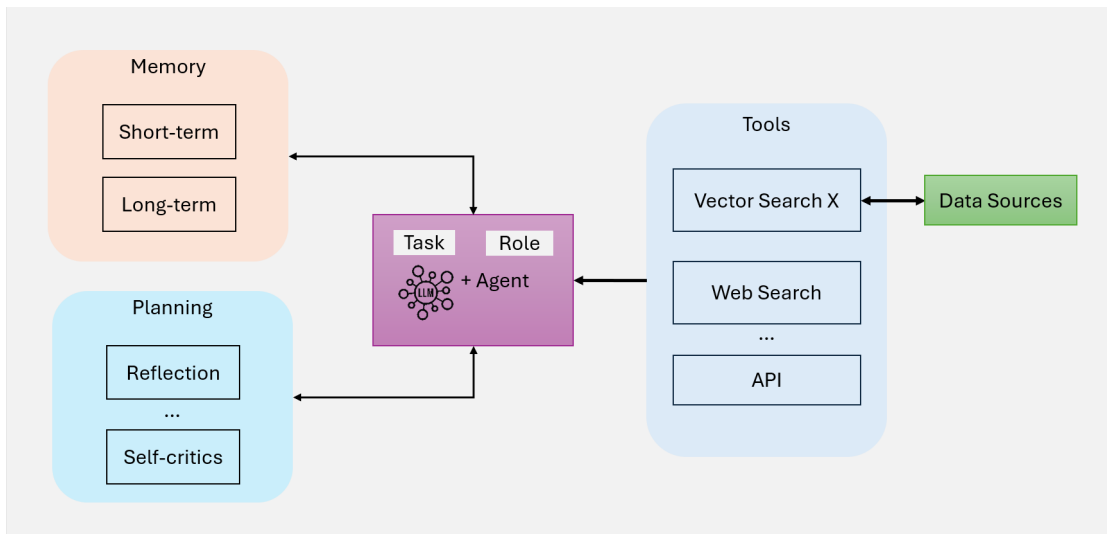 Memory
Short-term
Long-term
Planning
Reflection
...
Self-critics
Task
Role
LLM
+ Agent
Tools
Vector Search X
Web Search
...
API
Data Sources